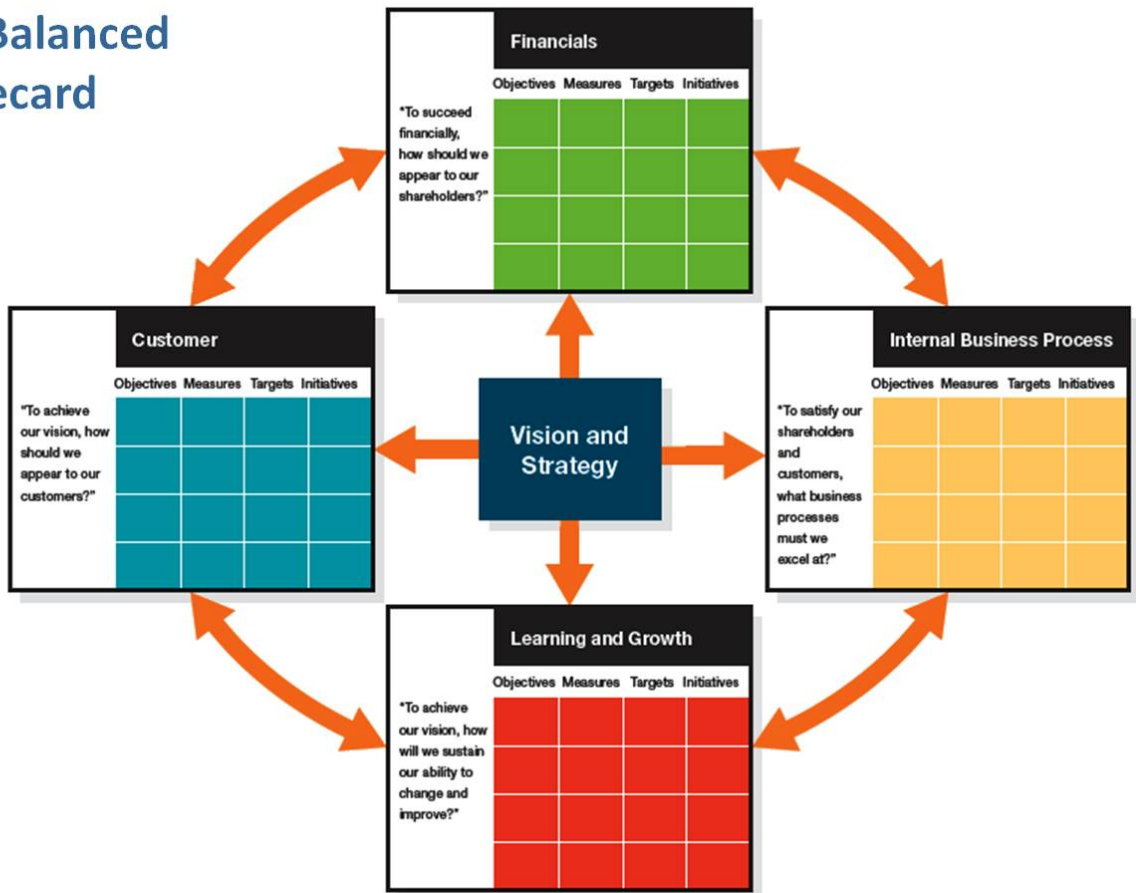 Balanced
ecard
Financials
Objectives Measures Targets Initiatives
"To succeed
financially,
how should we
appear to our
shareholders?"
Customer
Objectives Measures Targets Initiatives
"To achieve
our vision, how
should we
appear to our
customers?"
Vision and
Strategy
Internal Business Process
Objectives Measures Targets Initiatives
"To satisfy our
shareholders
and
customers,
what business
processes
must we
excel at?"
Learning and Growth
Objectives Measures Targets Initiatives
"To achieve
our vision, how
will we sustain
our ability to
change and
improve?"